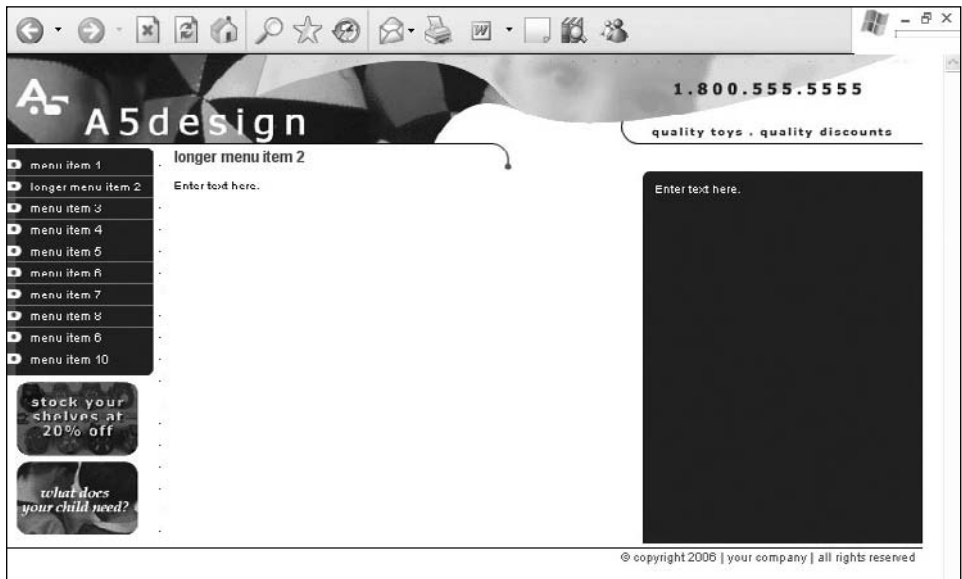 W
1.800.555.5555
A5
A5design
quality toys . quality discounts
menu item 1
longer menu item 2
menu item 3
menu item 4
menu item 5
menu item 6
menu item 7
menu item 8
menu item 6
menu item 10
stock your
shelves at
20% off
what does
your child need?
longer menu item 2
Enter text here.
Enter text here.
© copyright 2006 | your company | all rights reserved